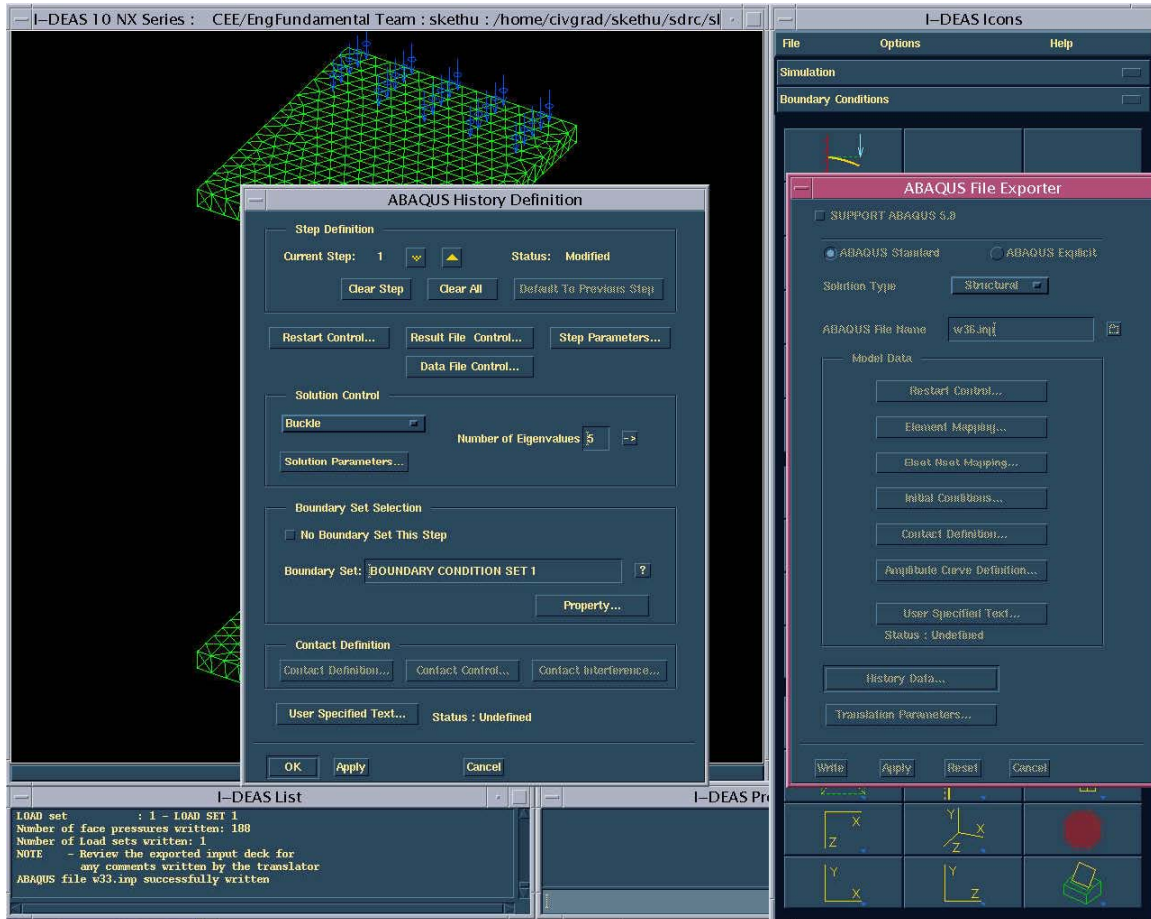 I-DEAS 10 NX Series : CEE/EngFundamental Team : skethu : /home/civgrad/skethu/sdrc/sl
ABAQUS History Definition
Step Definition
Current Step: 1
Status: Modified
Clear Step
Clear All
Default To Previous Step
Restart Control...
Result File Control...
Step Parameters...
Data File Control...
Solution Control
Buckle
Number of Eigenvalues 5
->
Solution Parameters...
Boundary Set Selection
No Boundary Set This Step
Boundary Set: BOUNDARY CONDITION SET 1
?
Property...
Contact Definition
Contact Definition...
Contact Control...
Contact Interference...
User Specified Text...
Status : Undefined
OK
Apply
Cancel
I-DEAS List
LOAD set : 1 - LOAD SET 1
Number of face pressures written: 188
Number of Load sets written: 1
NOTE - Review the exported input deck for
any comments written by the translator
ABAQUS file w33.inp successfully written
I-DEAS Pr
I-DEAS Icons
File
Options
Help
Simulation
Boundary Conditions
ABAQUS File Exporter
SUPPORT ABAQUS 5.8
ABAQUS Standard
ABAQUS Explicit
Solution Type
Structural
ABAQUS File Name
w36.inp
Model Data
Restart Control...
Element Mapping...
Elset Nset Mapping...
Initial Conditions...
Contact Definition...
Amplitude Curve Definition...
User Specified Text...
Status : Undefined
History Data...
Translation Parameters...
Write
Apply
Reset
Cancel
X
Z
Y
X
Z
Y
X
Y
Z